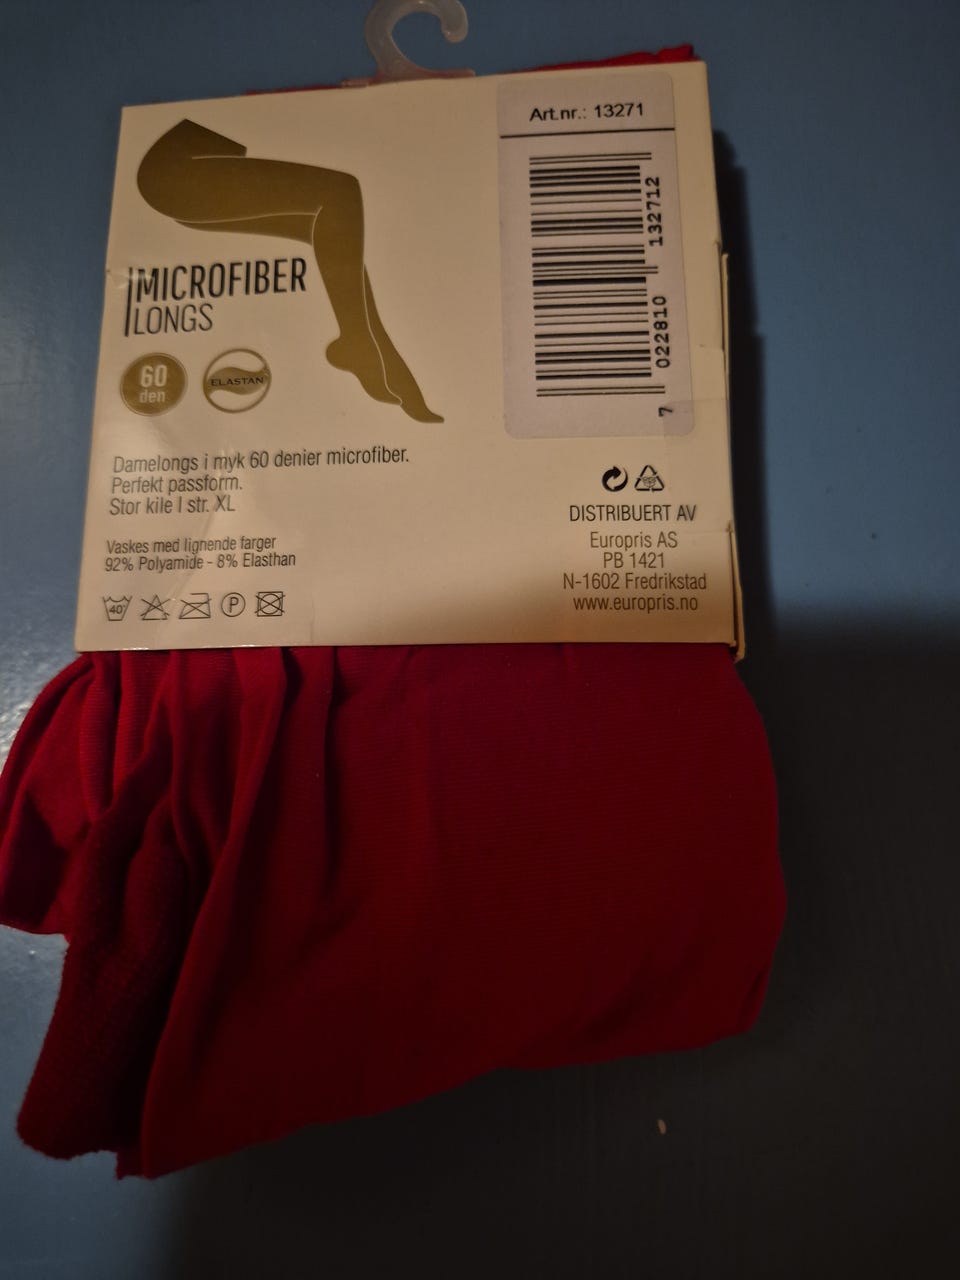 Art.nr.: 13271
7 022810 132712
MICROFIBER
LONGS
60
den
ELASTAN
Damelongs i myk 60 denier microfiber.
Perfekt passform.
Stor kile I str. XL
Vaskes med lignende farger
92% Polyamide - 8% Elasthan
40°
P
DISTRIBUERT AV
Europris AS
PB 1421
N-1602 Fredrikstad
www.europris.no